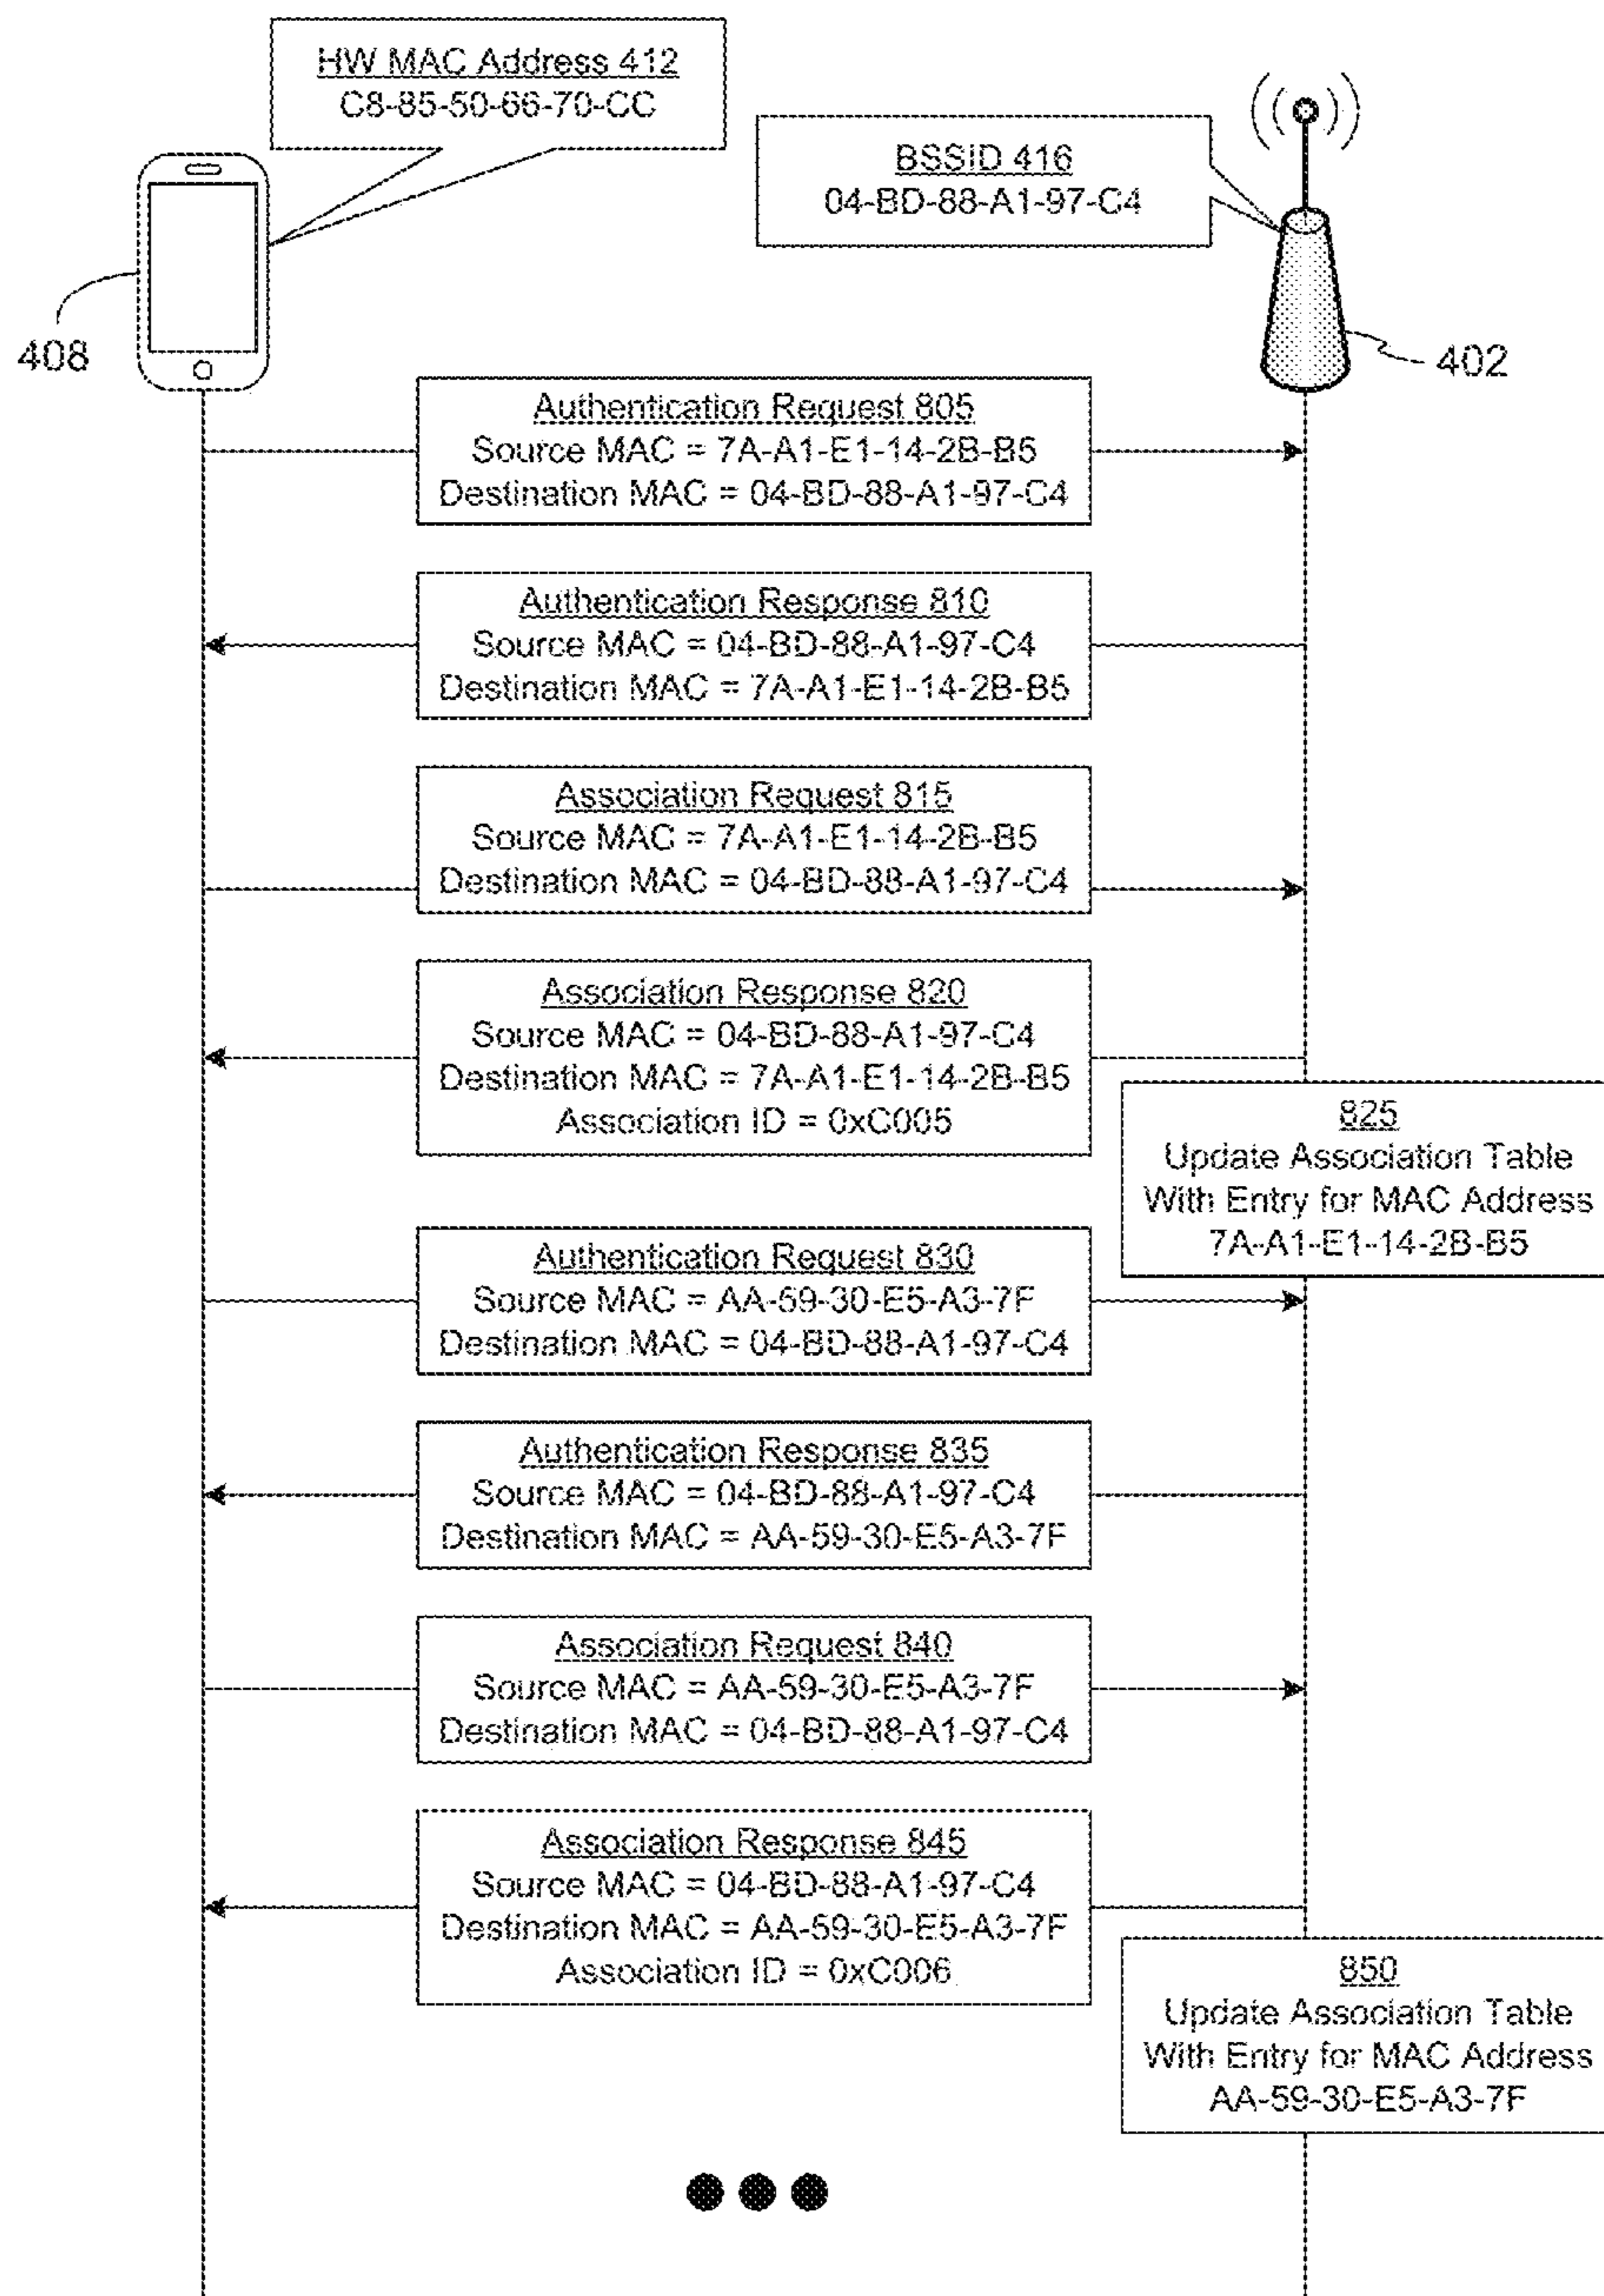 HW MAC Address 412
C8-85-50-66-70-CC
BSSID 416
04-BD-88-A1-97-C4
408
402
Authentication Request 805
Source MAC = 7A-A1-E1-14-2B-B5
Destination MAC = 04-BD-88-A1-97-C4
Authentication Response 810
Source MAC = 04-BD-88-A1-97-C4
Destination MAC = 7A-A1-E1-14-2B-B5
Association Request 815
Source MAC = 7A-A1-E1-14-2B-B5
Destination MAC = 04-BD-88-A1-97-C4
Association Response 820
Source MAC = 04-BD-88-A1-97-C4
Destination MAC = 7A-A1-E1-14-2B-B5
Association ID = 0xC005
825
Update Association Table
With Entry for MAC Address
7A-A1-E1-14-2B-B5
Authentication Request 830
Source MAC = AA-59-30-E5-A3-7F
Destination MAC = 04-BD-88-A1-97-C4
Authentication Response 835
Source MAC = 04-BD-88-A1-97-C4
Destination MAC = AA-59-30-E5-A3-7F
Association Request 840
Source MAC = AA-59-30-E5-A3-7F
Destination MAC = 04-BD-88-A1-97-C4
Association Response 845
Source MAC = 04-BD-88-A1-97-C4
Destination MAC = AA-59-30-E5-A3-7F
Association ID = 0xC006
850
Update Association Table
With Entry for MAC Address
AA-59-30-E5-A3-7F